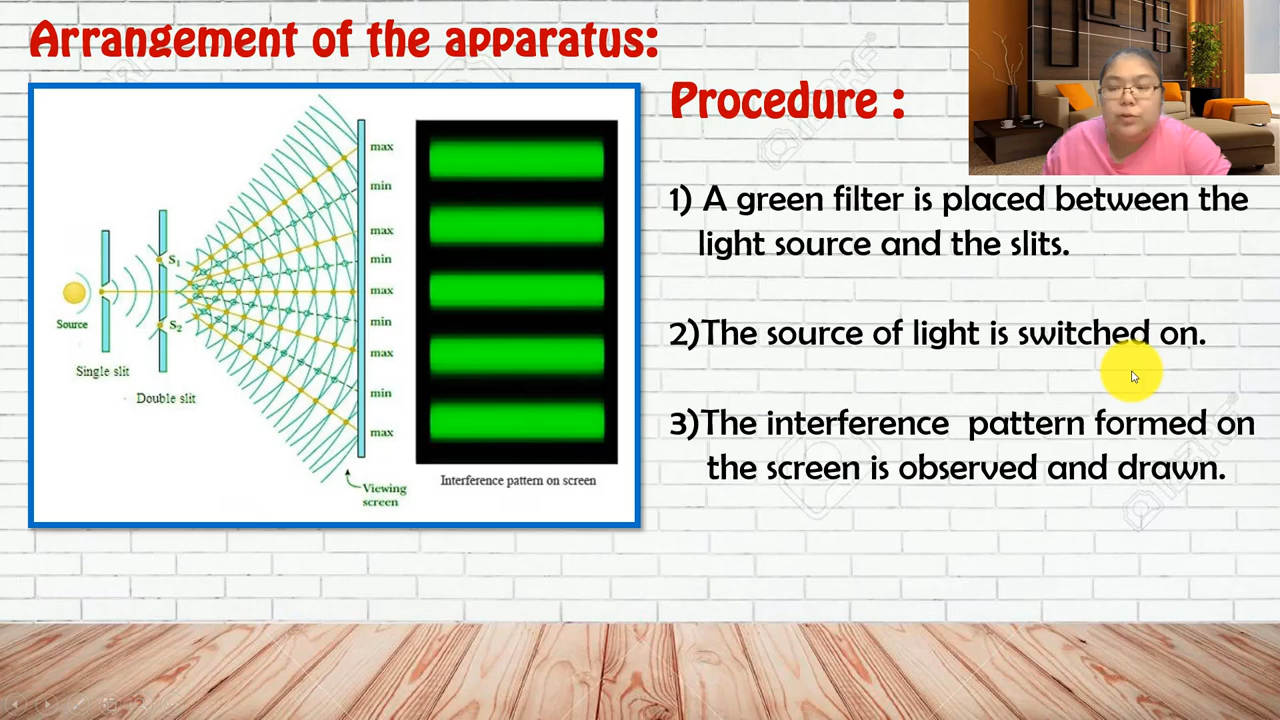 Arrangement of the apparatus:
Procedure :
1) A green filter is placed between the
light source and the slits.
2)The source of light is switched on.
3)The interference pattern formed on
the screen is observed and drawn.
max
min
max
min
max
min
max
min
max
S1
S2
Source
Single slit
Double slit
Viewing
screen
Interference pattern on screen